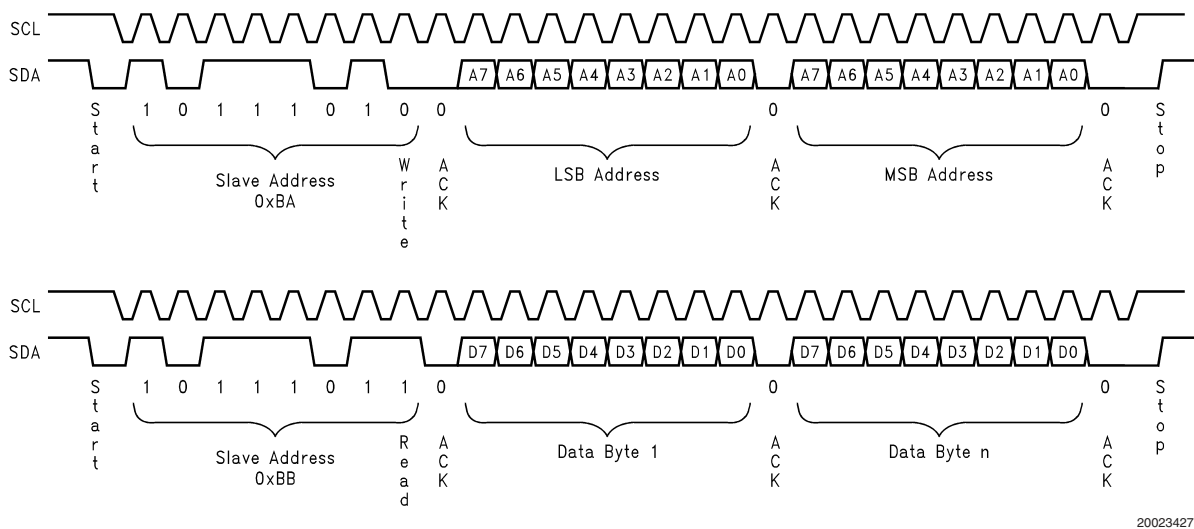 SCL
SDA
A7 A6 A5 A4 A3 A2 A1 A0 A7 A6 A5 A4 A3 A2 A1 A0
Start 1 0 1 1 1 0 1 0 0 0 0 Stop
Slave Address
0xBA
Write
ACK
LSB Address
ACK
MSB Address
ACK
SCL
SDA
D7 D6 D5 D4 D3 D2 D1 D0 D7 D6 D5 D4 D3 D2 D1 D0
Start 1 0 1 1 1 0 1 1 0 0 0 Stop
Slave Address
0xBB
Read
ACK
Data Byte 1
ACK
Data Byte n
ACK
20023427